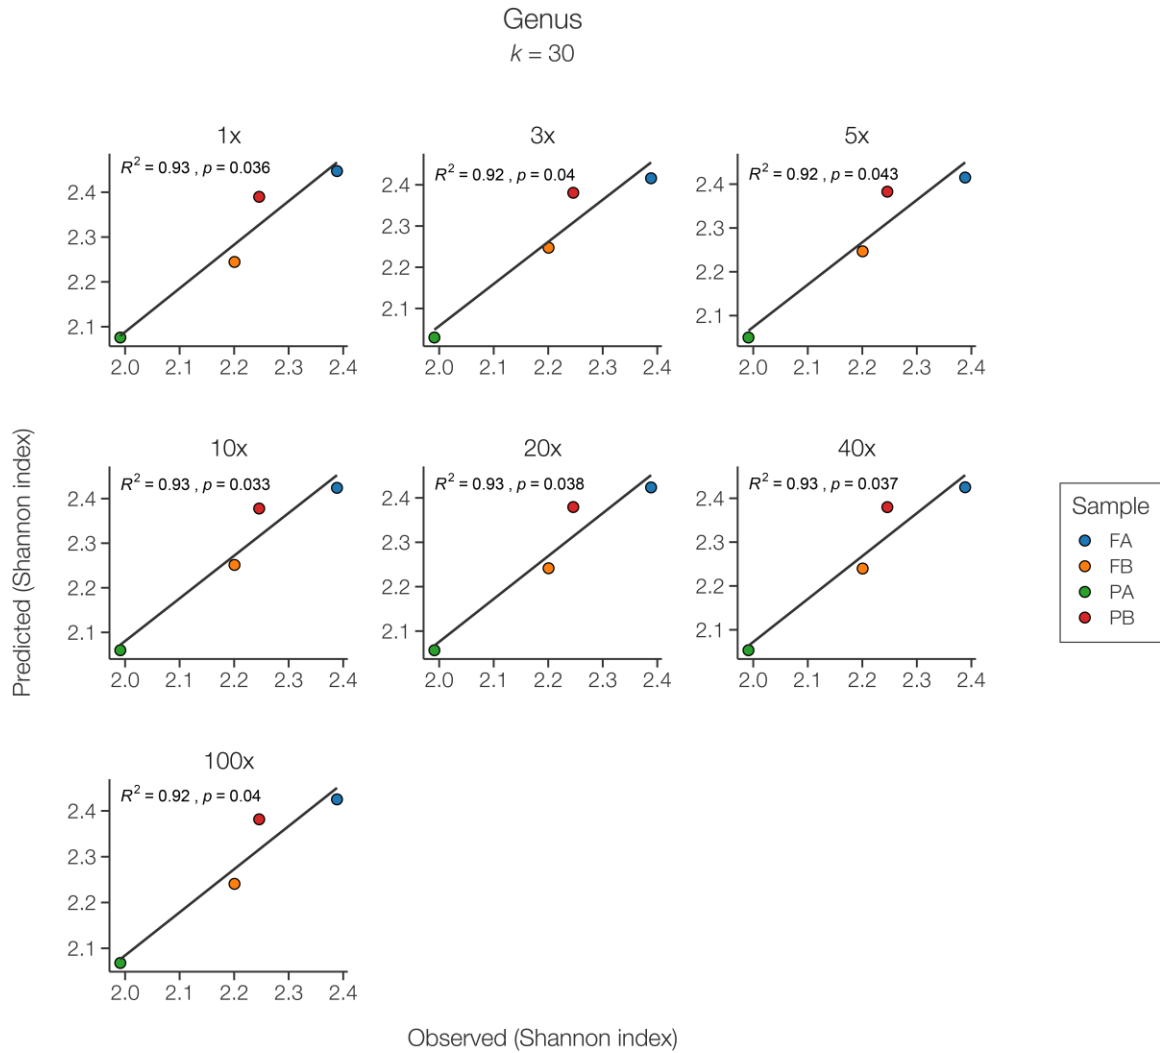 Genus
k = 30
1x
R² = 0.93 , p = 0.036
2.4
2.3
2.2
2.1
2.0 2.1 2.2 2.3 2.4
3x
R² = 0.92 , p = 0.04
2.4
2.3
2.2
2.1
2.0 2.1 2.2 2.3 2.4
5x
R² = 0.92 , p = 0.043
2.4
2.3
2.2
2.1
2.0 2.1 2.2 2.3 2.4
Predicted (Shannon index)
10x
R² = 0.93 , p = 0.033
2.4
2.3
2.2
2.1
2.0 2.1 2.2 2.3 2.4
20x
R² = 0.93 , p = 0.038
2.4
2.3
2.2
2.1
2.0 2.1 2.2 2.3 2.4
40x
R² = 0.93 , p = 0.037
2.4
2.3
2.2
2.1
2.0 2.1 2.2 2.3 2.4
Sample
FA
FB
PA
PB
100x
R² = 0.92 , p = 0.04
2.4
2.3
2.2
2.1
2.0 2.1 2.2 2.3 2.4
Observed (Shannon index)